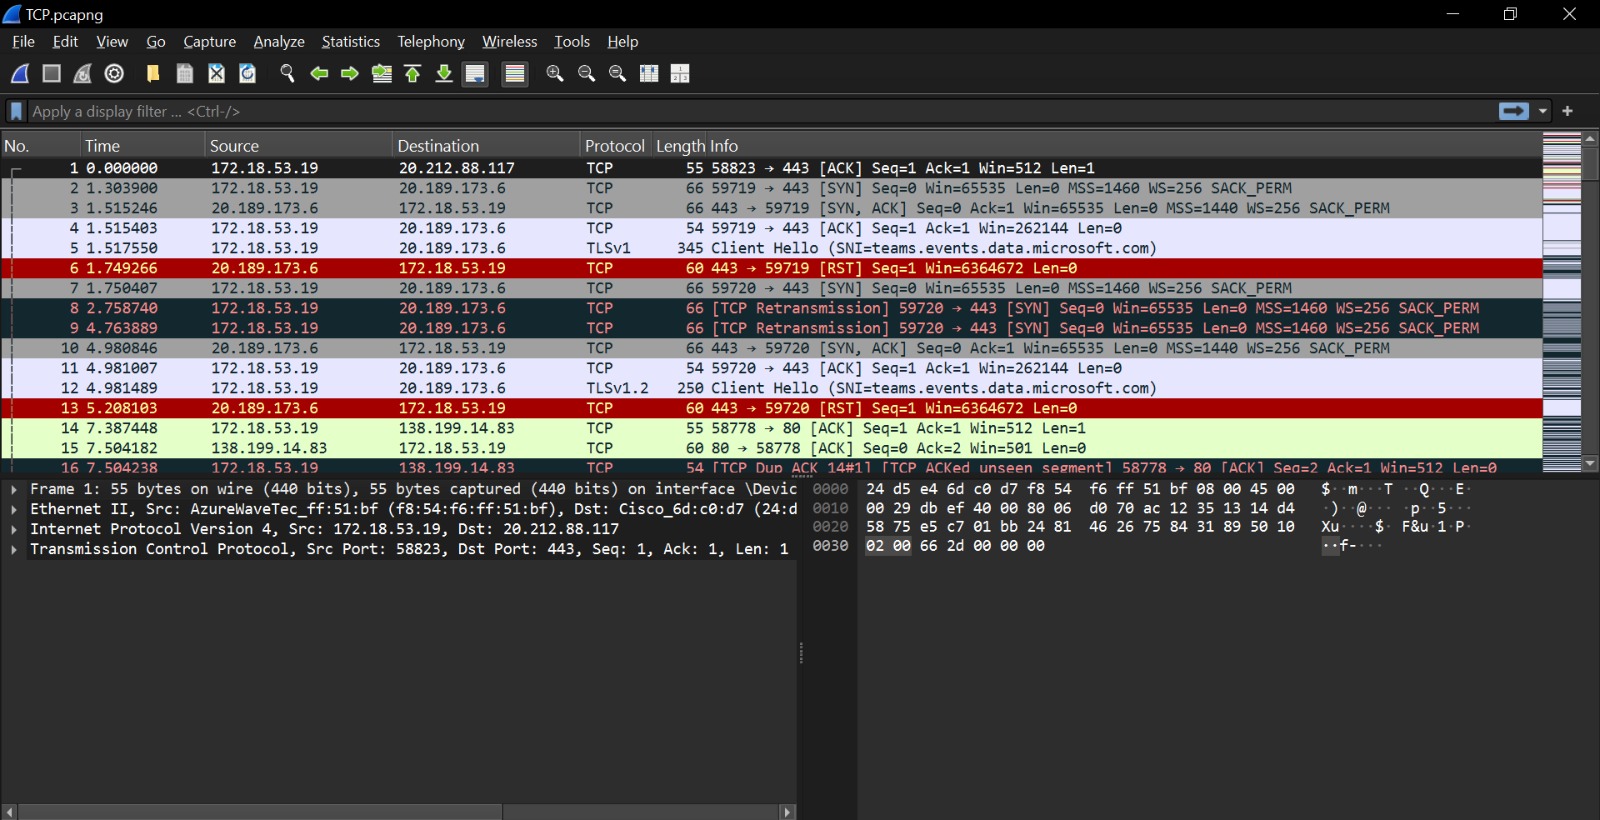 TCP.pcapng
File Edit View Go Capture Analyze Statistics Telephony Wireless Tools Help
Apply a display filter ... <Ctrl-/>
No. Time Source Destination Protocol Length Info
1 0.000000 172.18.53.19 20.212.88.117 TCP 55 58823 → 443 [ACK] Seq=1 Ack=1 Win=512 Len=1
2 1.303900 172.18.53.19 20.189.173.6 TCP 66 59719 → 443 [SYN] Seq=0 Win=65535 Len=0 MSS=1460 WS=256 SACK_PERM
3 1.515246 20.189.173.6 172.18.53.19 TCP 66 443 → 59719 [SYN, ACK] Seq=0 Ack=1 Win=65535 Len=0 MSS=1440 WS=256 SACK_PERM
4 1.515403 172.18.53.19 20.189.173.6 TCP 54 59719 → 443 [ACK] Seq=1 Ack=1 Win=262144 Len=0
5 1.517550 172.18.53.19 20.189.173.6 TLSv1 345 Client Hello (SNI=teams.events.data.microsoft.com)
6 1.749266 20.189.173.6 172.18.53.19 TCP 60 443 → 59719 [RST] Seq=1 Win=6364672 Len=0
7 1.750407 172.18.53.19 20.189.173.6 TCP 66 59720 → 443 [SYN] Seq=0 Win=65535 Len=0 MSS=1460 WS=256 SACK_PERM
8 2.758740 172.18.53.19 20.189.173.6 TCP 66 [TCP Retransmission] 59720 → 443 [SYN] Seq=0 Win=65535 Len=0 MSS=1460 WS=256 SACK_PERM
9 4.763889 172.18.53.19 20.189.173.6 TCP 66 [TCP Retransmission] 59720 → 443 [SYN] Seq=0 Win=65535 Len=0 MSS=1460 WS=256 SACK_PERM
10 4.980846 20.189.173.6 172.18.53.19 TCP 66 443 → 59720 [SYN, ACK] Seq=0 Ack=1 Win=65535 Len=0 MSS=1440 WS=256 SACK_PERM
11 4.981007 172.18.53.19 20.189.173.6 TCP 54 59720 → 443 [ACK] Seq=1 Ack=1 Win=262144 Len=0
12 4.981489 172.18.53.19 20.189.173.6 TLSv1.2 250 Client Hello (SNI=teams.events.data.microsoft.com)
13 5.208103 20.189.173.6 172.18.53.19 TCP 60 443 → 59720 [RST] Seq=1 Win=6364672 Len=0
14 7.387448 172.18.53.19 138.199.14.83 TCP 55 58778 → 80 [ACK] Seq=1 Ack=1 Win=512 Len=1
15 7.504182 138.199.14.83 172.18.53.19 TCP 60 80 → 58778 [ACK] Seq=0 Ack=2 Win=501 Len=0
16 7.504238 172.18.53.19 138.199.14.83 TCP 54 [TCP Dup ACK 14#1] [TCP ACKed unseen segment] 58778 → 80 [ACK] Seq=2 Ack=1 Win=512 Len=0
Frame 1: 55 bytes on wire (440 bits), 55 bytes captured (440 bits) on interface \Devic
Ethernet II, Src: AzureWaveTec_ff:51:bf (f8:54:f6:ff:51:bf), Dst: Cisco_6d:c0:d7 (24:d
Internet Protocol Version 4, Src: 172.18.53.19, Dst: 20.212.88.117
Transmission Control Protocol, Src Port: 58823, Dst Port: 443, Seq: 1, Ack: 1, Len: 1
0000 24 d5 e4 6d c0 d7 f8 54 f6 ff 51 bf 08 00 45 00 $··m···T ··Q···E·
0010 00 29 db ef 40 00 80 06 d0 70 ac 12 35 13 14 d4 ·)··@··· ·p··5···
0020 58 75 e5 c7 01 bb 24 81 46 26 75 84 31 89 50 10 Xu····$· F&u·1·P·
0030 02 00 66 2d 00 00 00 ··f-···